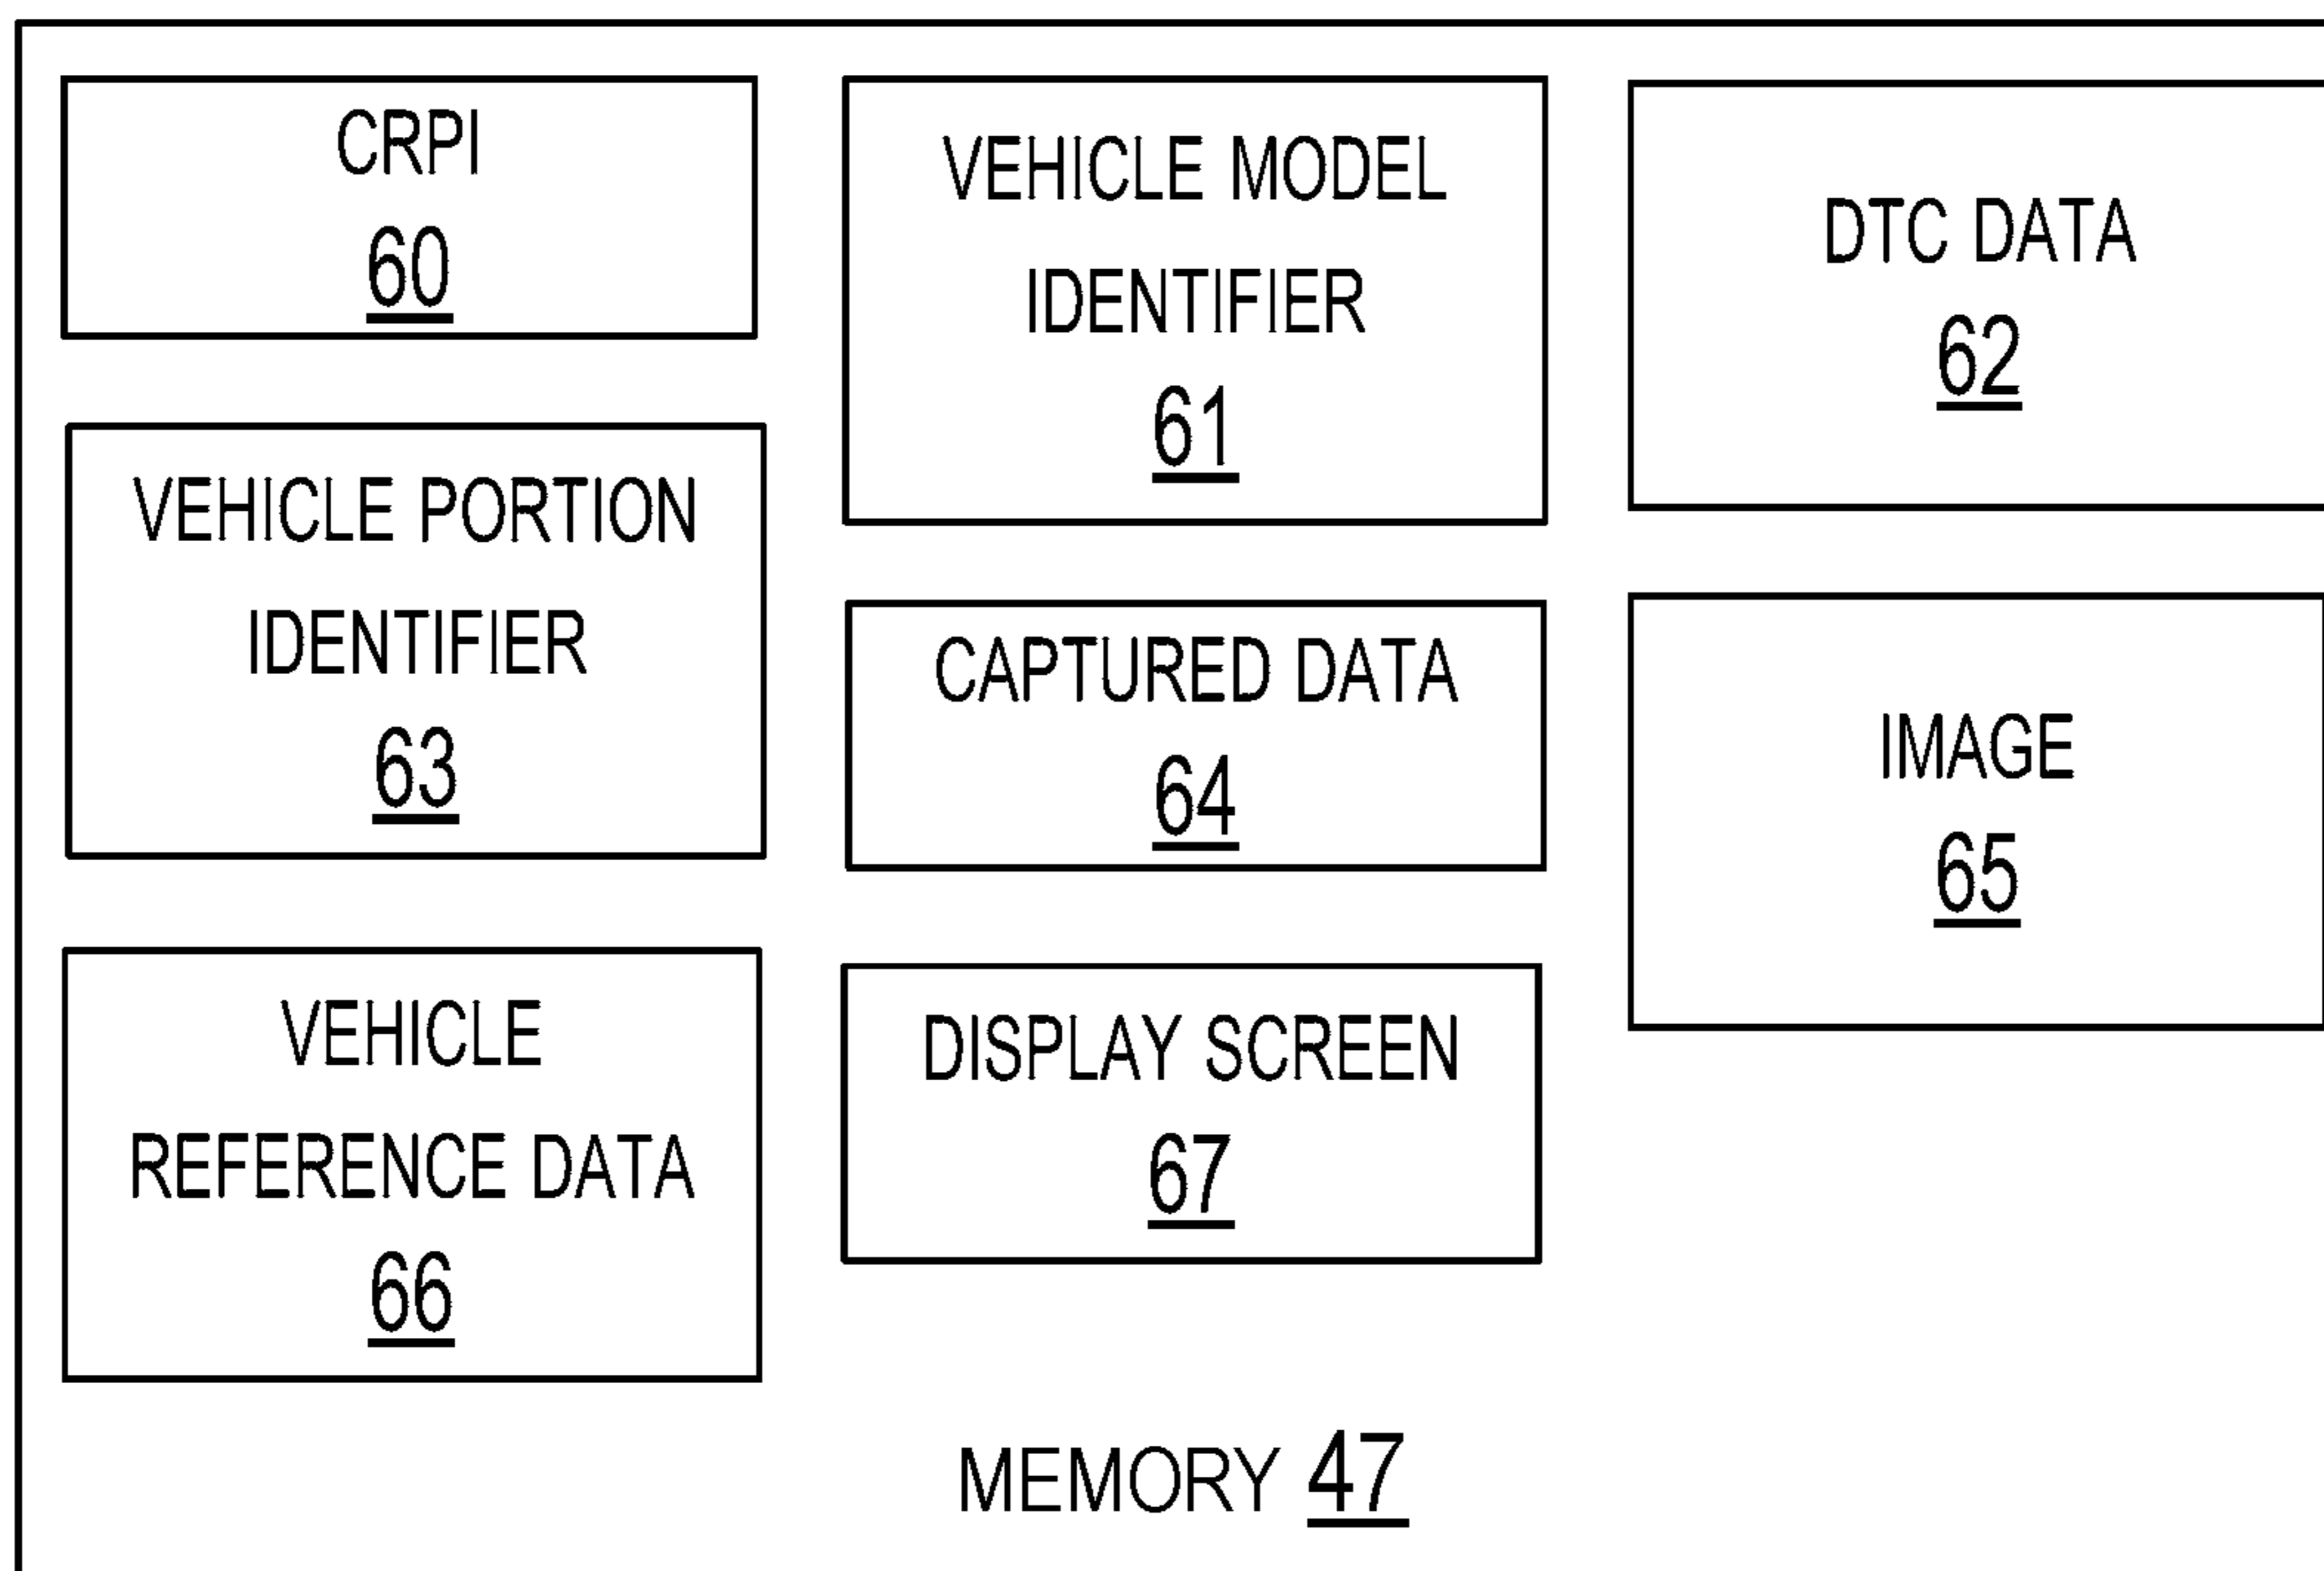 CRPI
60
VEHICLE MODEL
IDENTIFIER
61
DTC DATA
62
VEHICLE PORTION
IDENTIFIER
63
CAPTURED DATA
64
IMAGE
65
VEHICLE
REFERENCE DATA
66
DISPLAY SCREEN
67
MEMORY 47